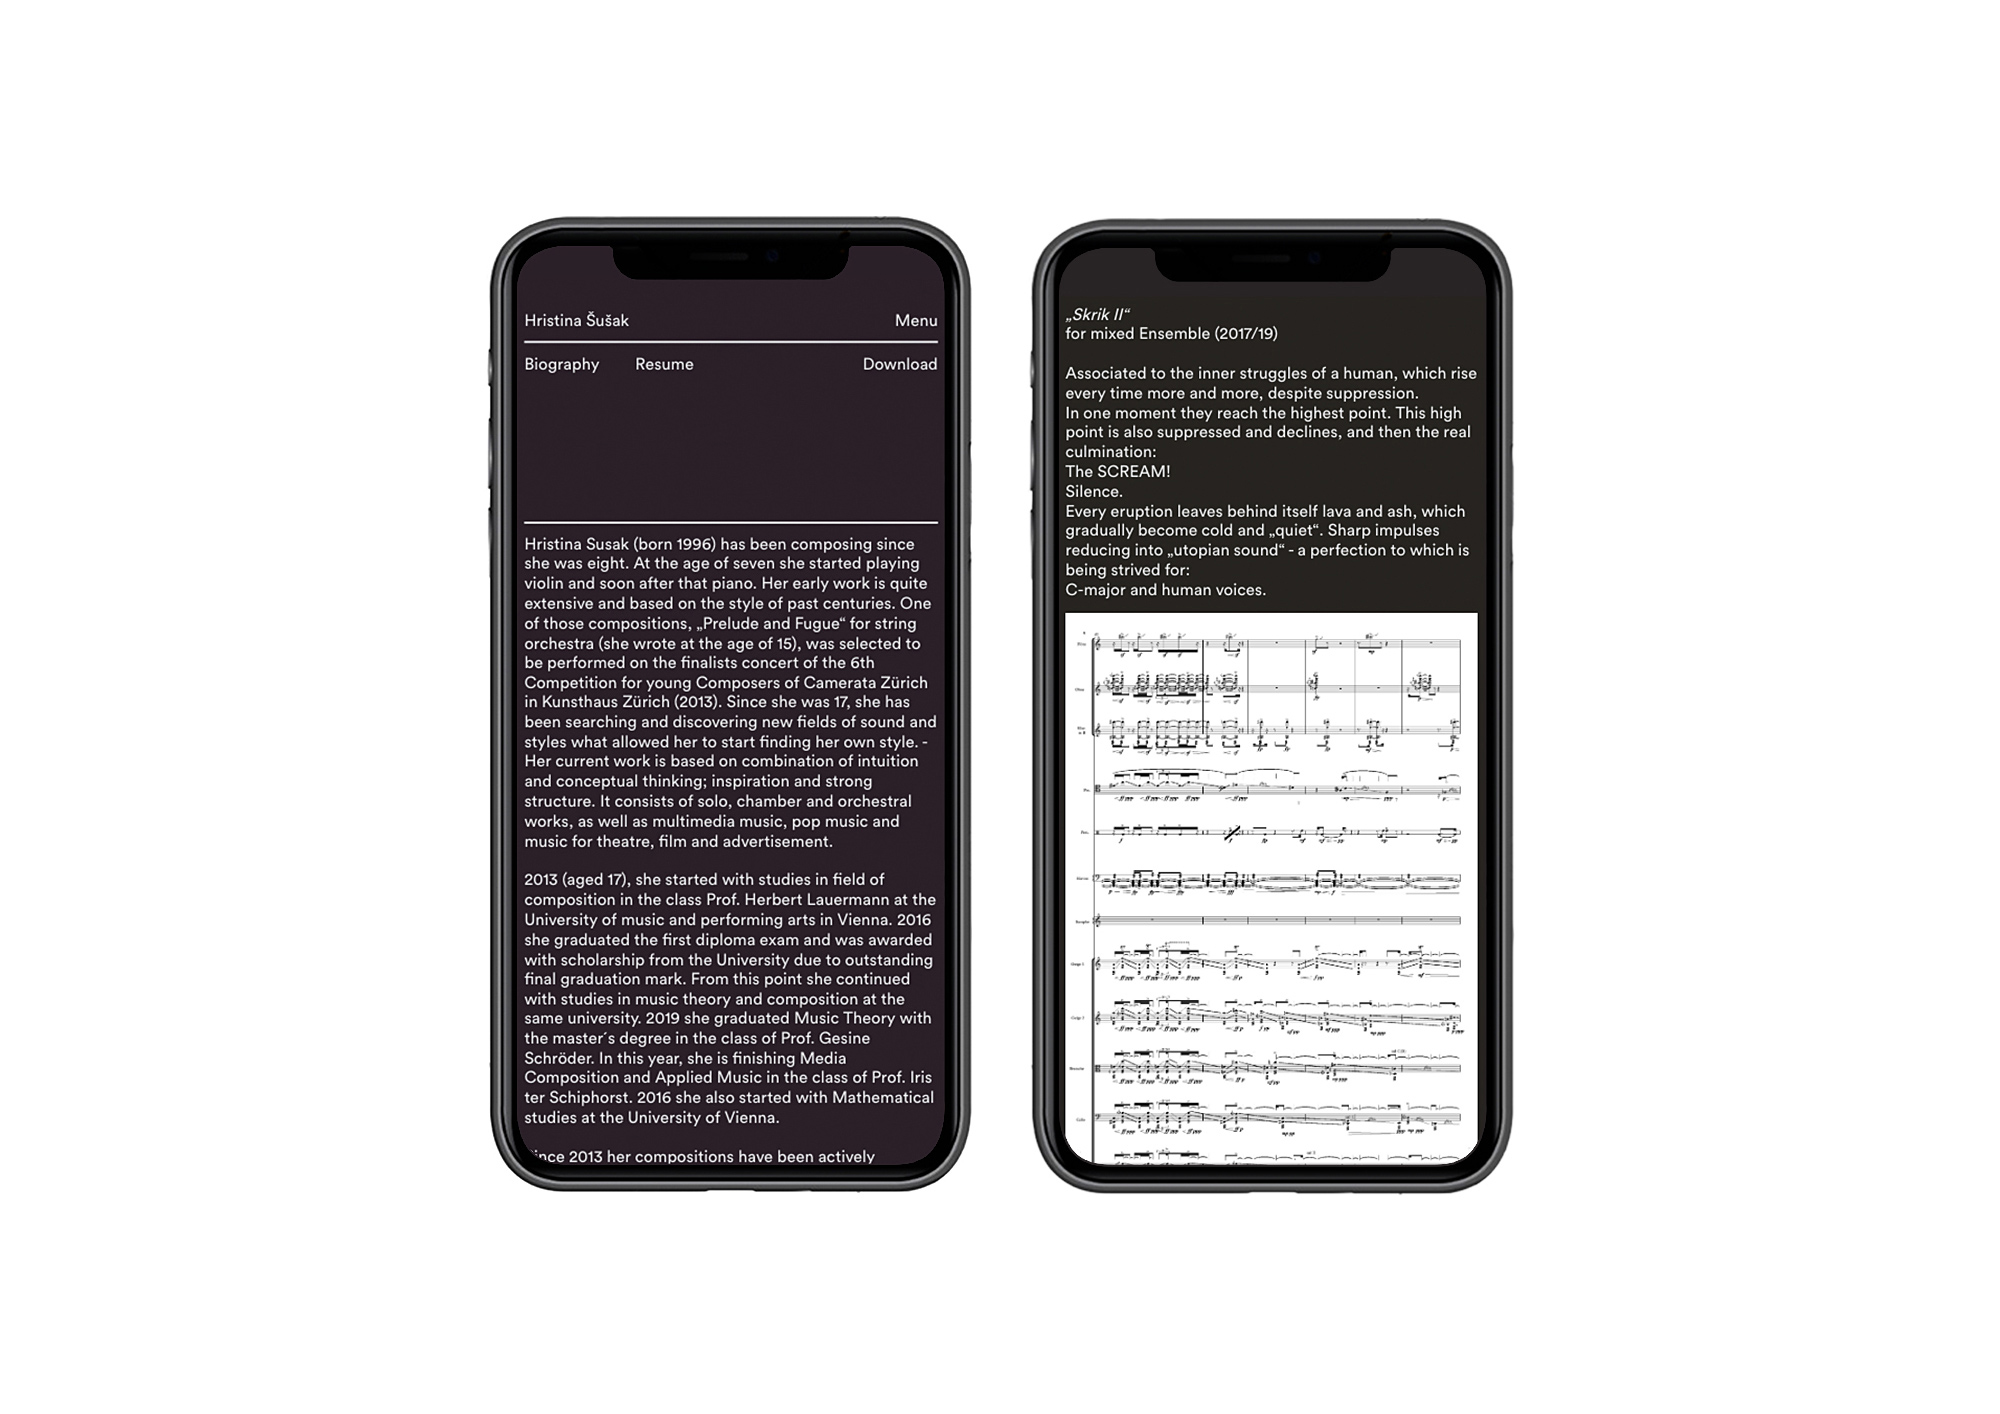 Hristina Šušak Menu
Biography Resume Download
Hristina Susak (born 1996) has been composing since
she was eight. At the age of seven she started playing
violin and soon after that piano. Her early work is quite
extensive and based on the style of past centuries. One
of those compositions, „Prelude and Fugue“ for string
orchestra (she wrote at the age of 15), was selected to
be performed on the finalists concert of the 6th
Competition for young Composers of Camerata Zürich
in Kunsthaus Zürich (2013). Since she was 17, she has
been searching and discovering new fields of sound and
styles what allowed her to start finding her own style. -
Her current work is based on combination of intuition
and conceptual thinking; inspiration and strong
structure. It consists of solo, chamber and orchestral
works, as well as multimedia music, pop music and
music for theatre, film and advertisement.
2013 (aged 17), she started with studies in field of
composition in the class Prof. Herbert Lauermann at the
University of music and performing arts in Vienna. 2016
she graduated the first diploma exam and was awarded
with scholarship from the University due to outstanding
final graduation mark. From this point she continued
with studies in music theory and composition at the
same university. 2019 she graduated Music Theory with
the master´s degree in the class of Prof. Gesine
Schröder. In this year, she is finishing Media
Composition and Applied Music in the class of Prof. Iris
ter Schiphorst. 2016 she also started with Mathematical
studies at the University of Vienna.
Since 2013 her compositions have been actively
„Skrik II“
for mixed Ensemble (2017/19)
Associated to the inner struggles of a human, which rise
every time more and more, despite suppression.
In one moment they reach the highest point. This high
point is also suppressed and declines, and then the real
culmination:
The SCREAM!
Silence.
Every eruption leaves behind itself lava and ash, which
gradually become cold and „quiet“. Sharp impulses
reducing into „utopian sound“ - a perfection to which is
being strived for:
C-major and human voices.